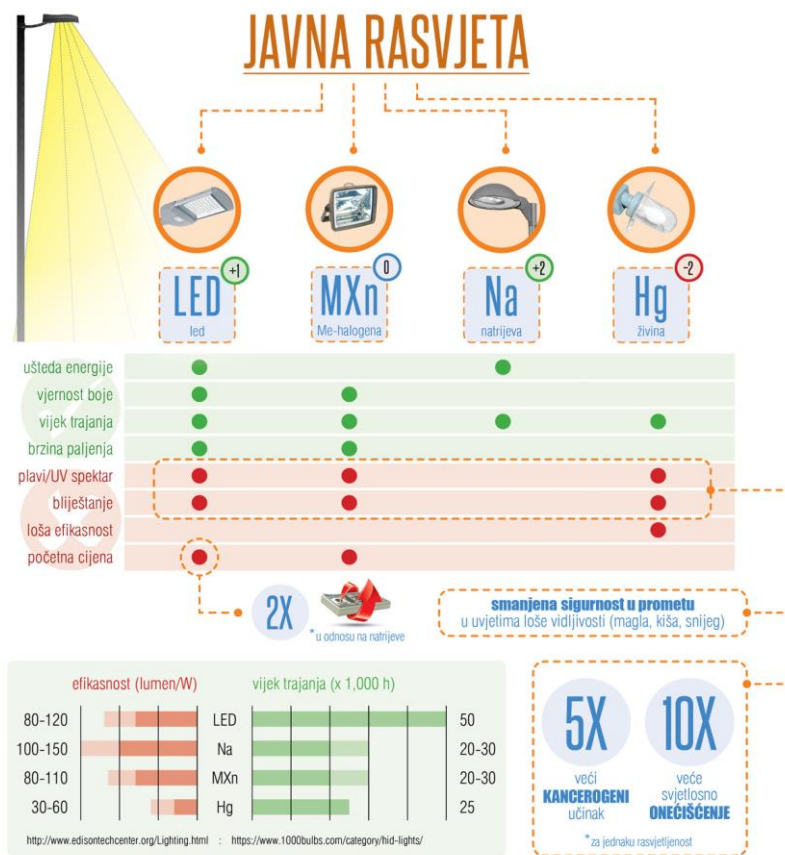 JAVNA RASVJETA
+1
0
+2
-2
LED
MXn
Na
Hg
led
Me-halogena
natrijeva
živina
ušteda energije
vjernost boje
vijek trajanja
brzina paljenja
plavi/UV spektar
bliještanje
loša efikasnost
početna cijena
2X
*u odnosu na natrijeve
smanjena sigurnost u prometu
u uvjetima loše vidljivosti (magla, kiša, snijeg)
efikasnost (lumen/W)
vijek trajanja (x 1,000 h)
80-120 LED 50
100-150 Na 20-30
80-110 MXn 20-30
30-60 Hg 25
http://www.edisontechcenter.org/Lighting.html : https://www.1000bulbs.com/category/hid-lights/
5X
veći
KANCEROGENI
učinak
10X
veće
svjetlosno
ONEĆIŠĆENJE
*za jednaku rasvjetljenost